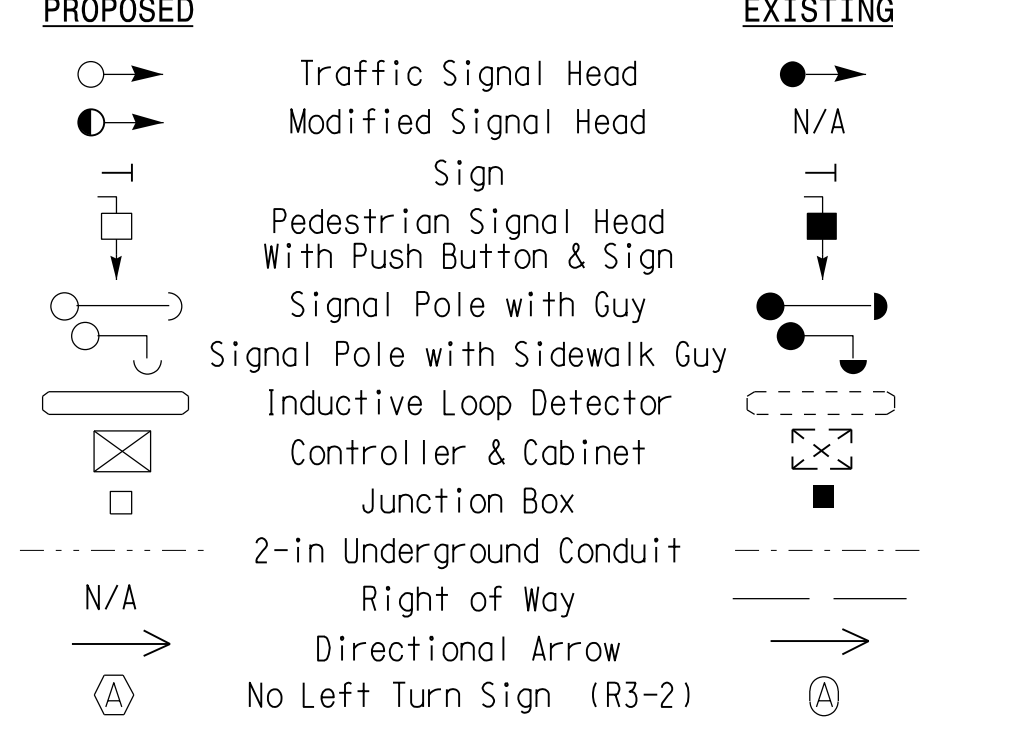 PROPOSED EXISTING
Traffic Signal Head
Modified Signal Head N/A
Sign
Pedestrian Signal Head
With Push Button & Sign
Signal Pole with Guy
Signal Pole with Sidewalk Guy
Inductive Loop Detector
Controller & Cabinet
Junction Box
2-in Underground Conduit
N/A Right of Way
Directional Arrow
A No Left Turn Sign (R3-2) A